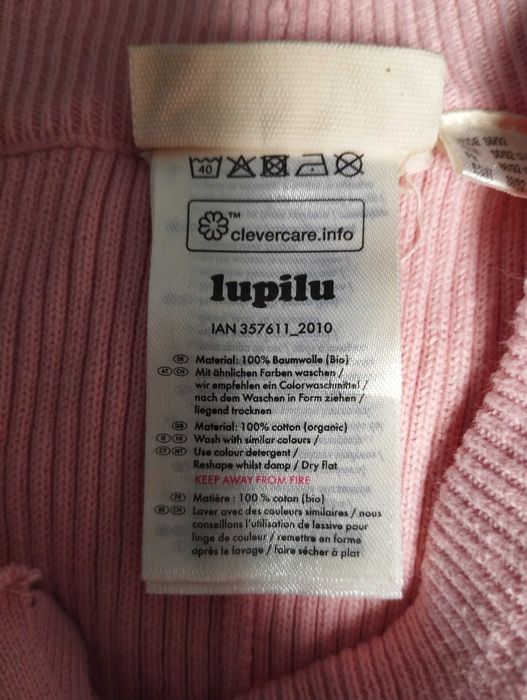 40
™
clevercare.info
lupilu
IAN 357611_2010
DE Material: 100% Baumwolle (Bio)
AT CH Mit ähnlichen Farben waschen /
wir empfehlen ein Colorwaschmittel /
nach dem Waschen in Form ziehen /
liegend trocknen
GB Material: 100% cotton (organic)
IE NI Wash with similar colours /
CY MT Use colour detergent /
Reshape whilst damp / Dry flat
KEEP AWAY FROM FIRE
FR Matière : 100 % coton (bio)
BE CH Laver avec des couleurs similaires / nous
conseillons l'utilisation de lessive pour
linge de couleur / remettre en forme
après le lavage / faire sécher à plat